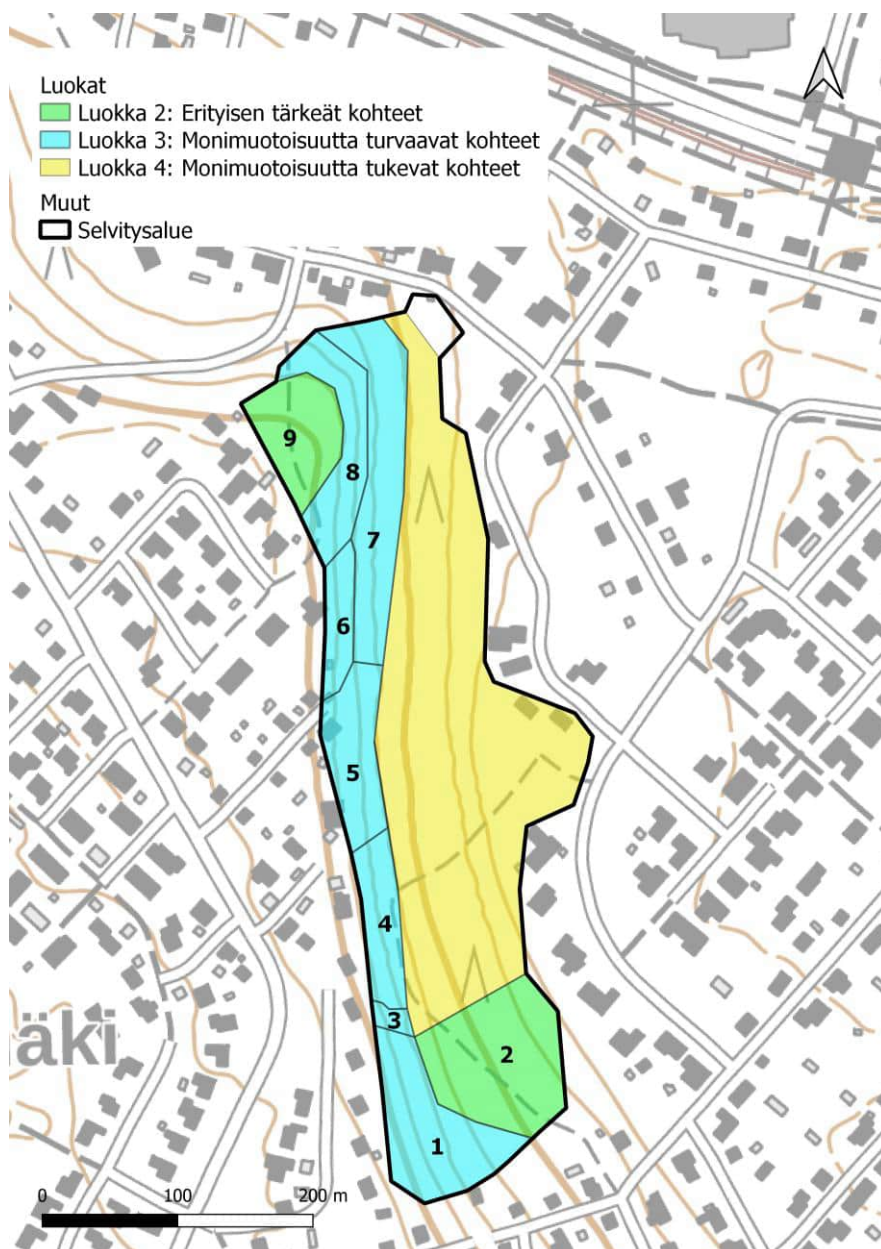 Luokat
Luokka 2: Erityisen tärkeät kohteet
Luokka 3: Monimuotoisuutta turvaavat kohteet
Luokka 4: Monimuotoisuutta tukevat kohteet
Muut
Selvitysalue
9
8
7
6
5
4
3
äki
2
1
0 100 200 m